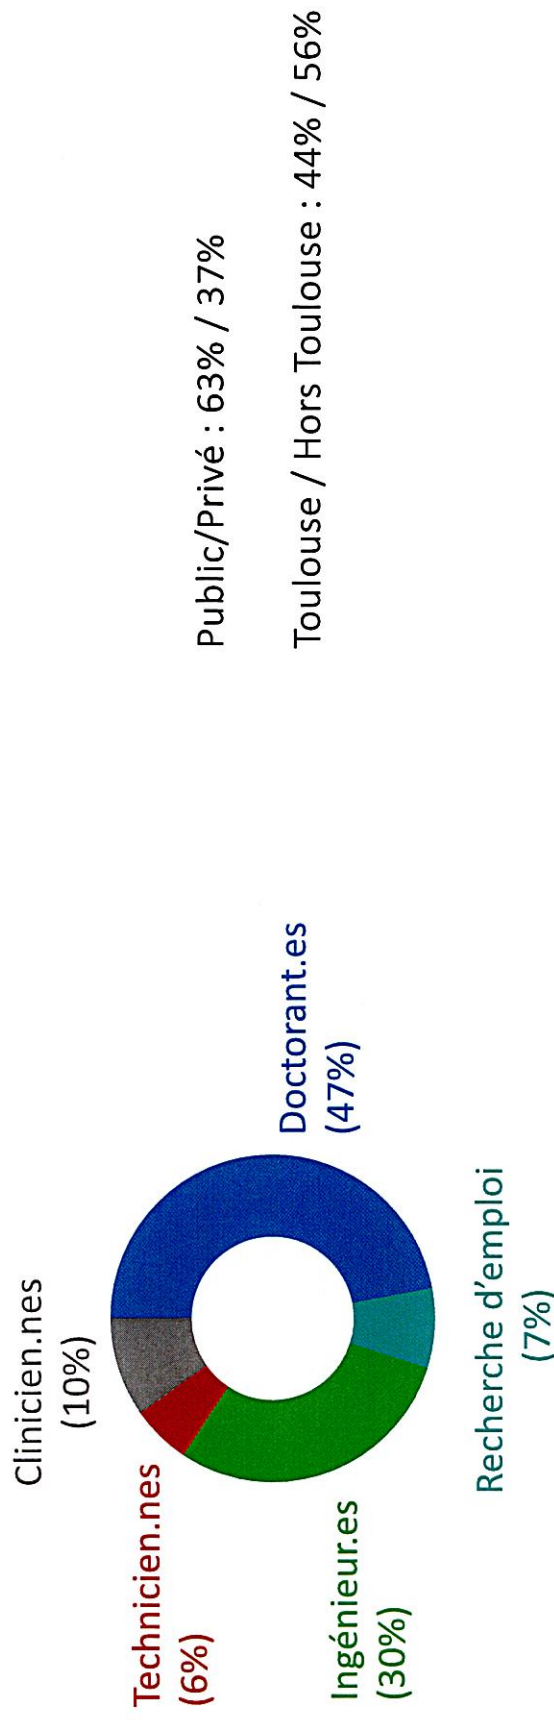 Clinicien.nes
(10%)
Technicien.nes
(6%)
Doctorant.es
(47%)
Ingénieur.es
(30%)
Recherche d'emploi
(7%)
Public/Privé : 63% / 37%
Toulouse / Hors Toulouse : 44% / 56%